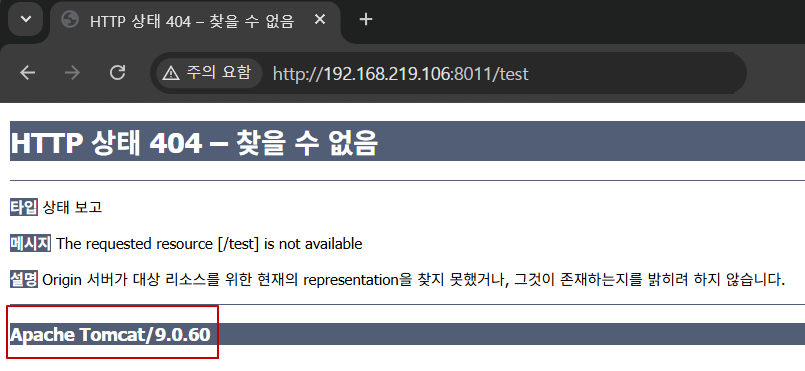 HTTP 상태 404 – 찾을 수 없음
주의 요함 http://192.168.219.106:8011/test
HTTP 상태 404 – 찾을 수 없음
타입 상태 보고
메시지 The requested resource [/test] is not available
설명 Origin 서버가 대상 리소스를 위한 현재의 representation을 찾지 못했거나, 그것이 존재하는지를 밝히려 하지 않습니다.
Apache Tomcat/9.0.60